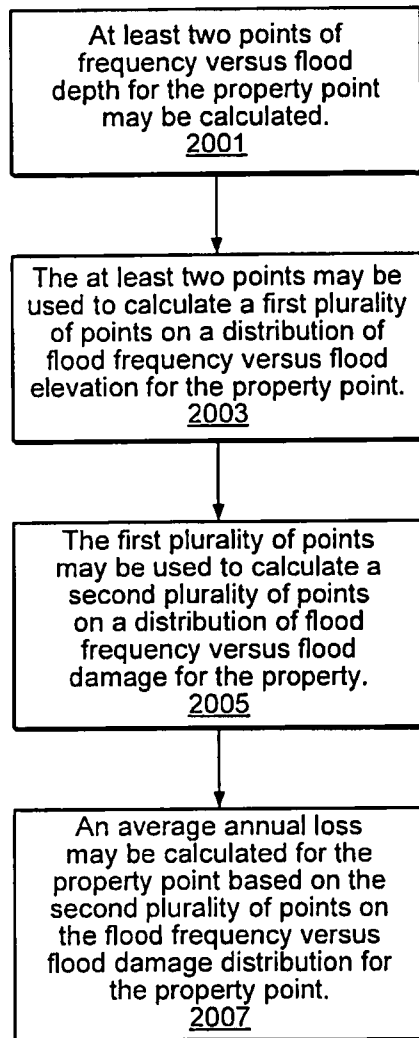 At least two points of
frequency versus flood
depth for the property point
may be calculated.
2001
The at least two points may be
used to calculate a first plurality
of points on a distribution of
flood frequency versus flood
elevation for the property point.
2003
The first plurality of points
may be used to calculate a
second plurality of points
on a distribution of flood
frequency versus flood
damage for the property.
2005
An average annual loss
may be calculated for the
property point based on the
second plurality of points on
the flood frequency versus
flood damage distribution for
the property point.
2007